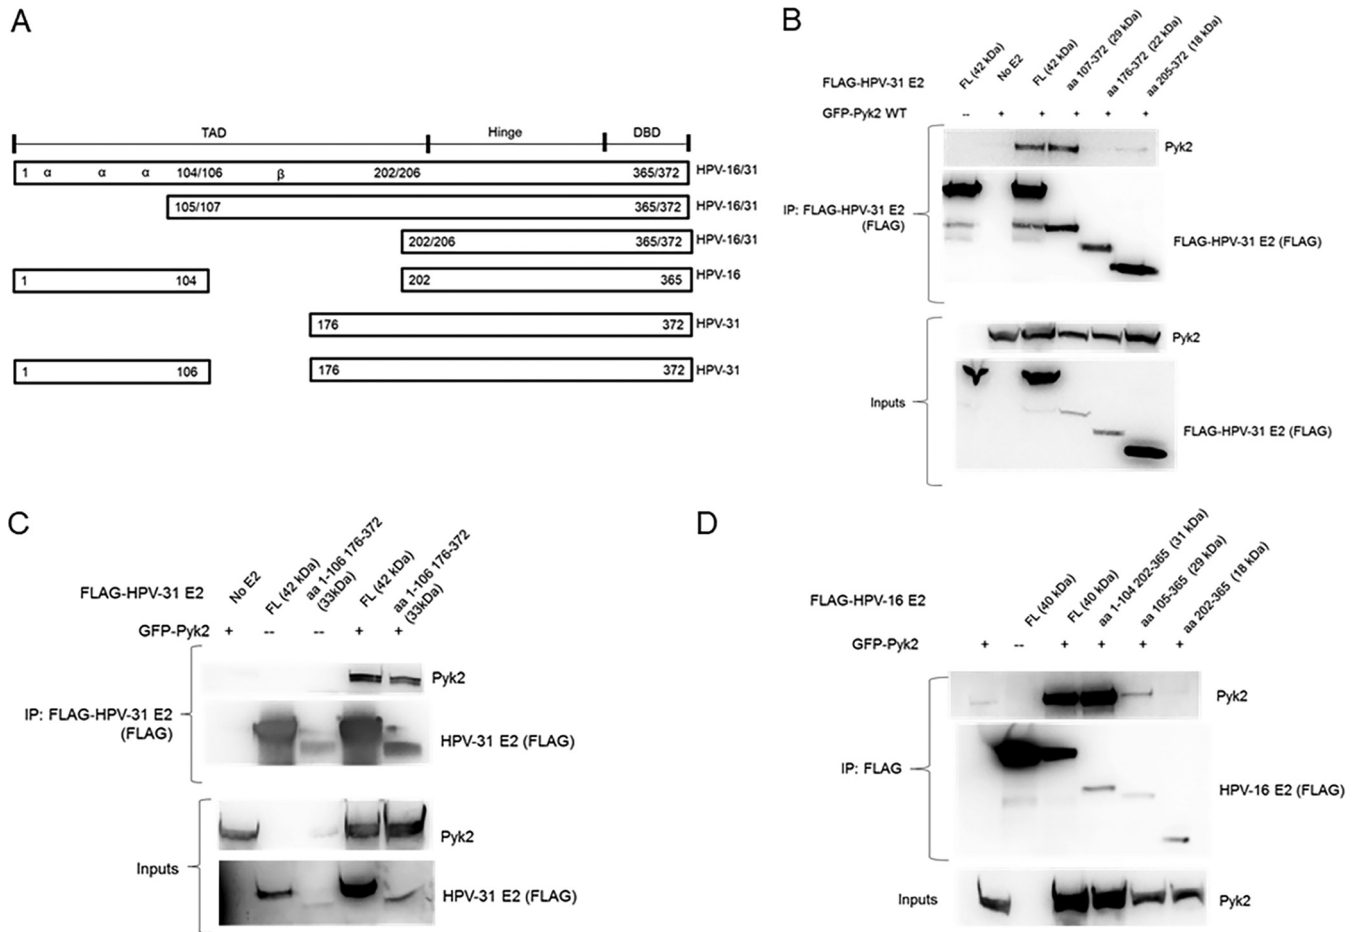 A
TAD Hinge DBD
1 α α α 104/106 β 202/206 365/372 HPV-16/31
105/107 365/372 HPV-16/31
202/206 365/372 HPV-16/31
1 104 202 365 HPV-16
176 372 HPV-31
1 106 176 372 HPV-31
B
FLAG-HPV-31 E2
FL (42 kDa)
No E2
FL (42 kDa)
aa 107-372 (29 kDa)
aa 176-372 (22 kDa)
aa 205-372 (18 kDa)
GFP-Pyk2 WT -- + + + + +
Pyk2
IP: FLAG-HPV-31 E2
(FLAG)
FLAG-HPV-31 E2 (FLAG)
Pyk2
Inputs
FLAG-HPV-31 E2 (FLAG)
C
FLAG-HPV-31 E2
No E2
FL (42 kDa)
aa 1-106 176-372
(33kDa)
FL (42 kDa)
aa 1-106 176-372
(33kDa)
GFP-Pyk2 + -- -- + +
Pyk2
IP: FLAG-HPV-31 E2
(FLAG)
HPV-31 E2 (FLAG)
Pyk2
Inputs
HPV-31 E2 (FLAG)
D
FLAG-HPV-16 E2
FL (40 kDa)
FL (40 kDa)
aa 1-104 202-365 (31 kDa)
aa 105-365 (29 kDa)
aa 202-365 (18 kDa)
GFP-Pyk2 + -- + + + +
Pyk2
IP: FLAG
HPV-16 E2 (FLAG)
Inputs
Pyk2